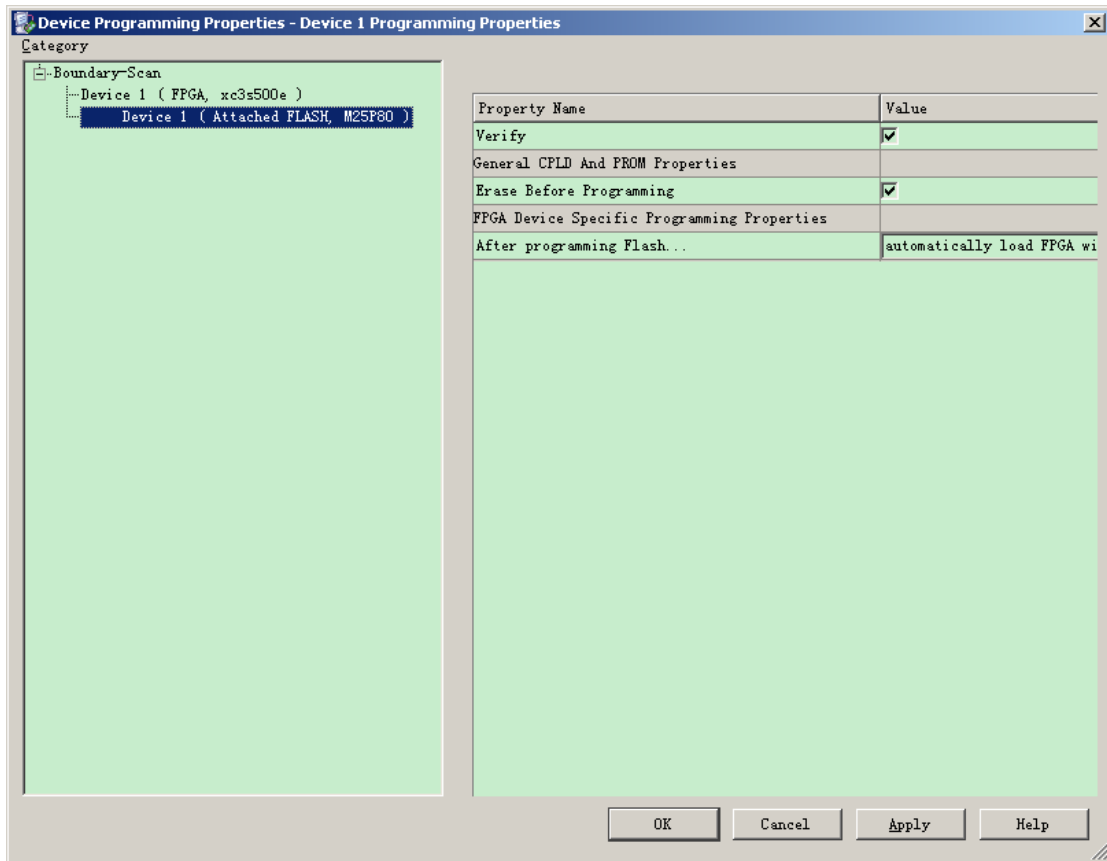 Device Programming Properties - Device 1 Programming Properties
Category
Boundary-Scan
Device 1 ( FPGA, xc3s500e )
Device 1 ( Attached FLASH, M25P80 )
Property Name Value
Verify
General CPLD And PROM Properties
Erase Before Programming
FPGA Device Specific Programming Properties
After programming Flash... automatically load FPGA wi
OK Cancel Apply Help